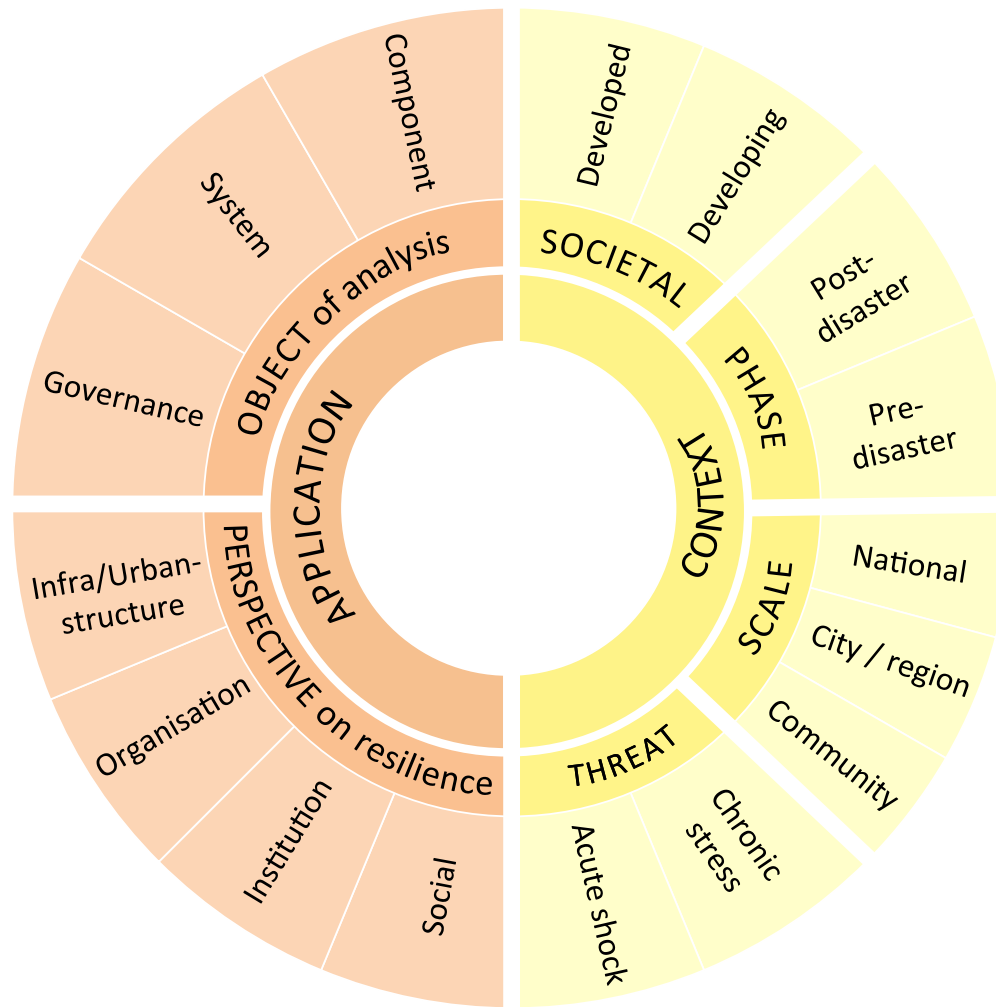 APPLICATION
OBJECT of analysis
Component
System
Governance
PERSPECTIVE on resilience
Infra/Urban-
structure
Organisation
Institution
Social
CONTEXT
SOCIETAL
Developed
Developing
PHASE
Post-
disaster
Pre-
disaster
SCALE
National
City / region
Community
THREAT
Chronic
stress
Acute shock